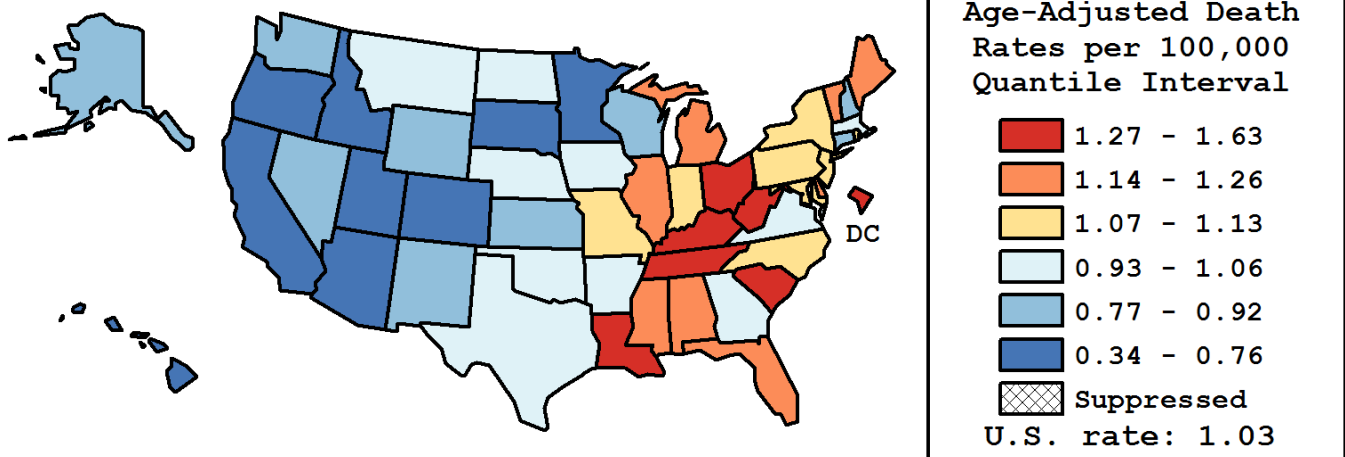 Age-Adjusted Death
Rates per 100,000
Quantile Interval
1.27 - 1.63
1.14 - 1.26
1.07 - 1.13
0.93 - 1.06
0.77 - 0.92
0.34 - 0.76
Suppressed
U.S. rate: 1.03
DC